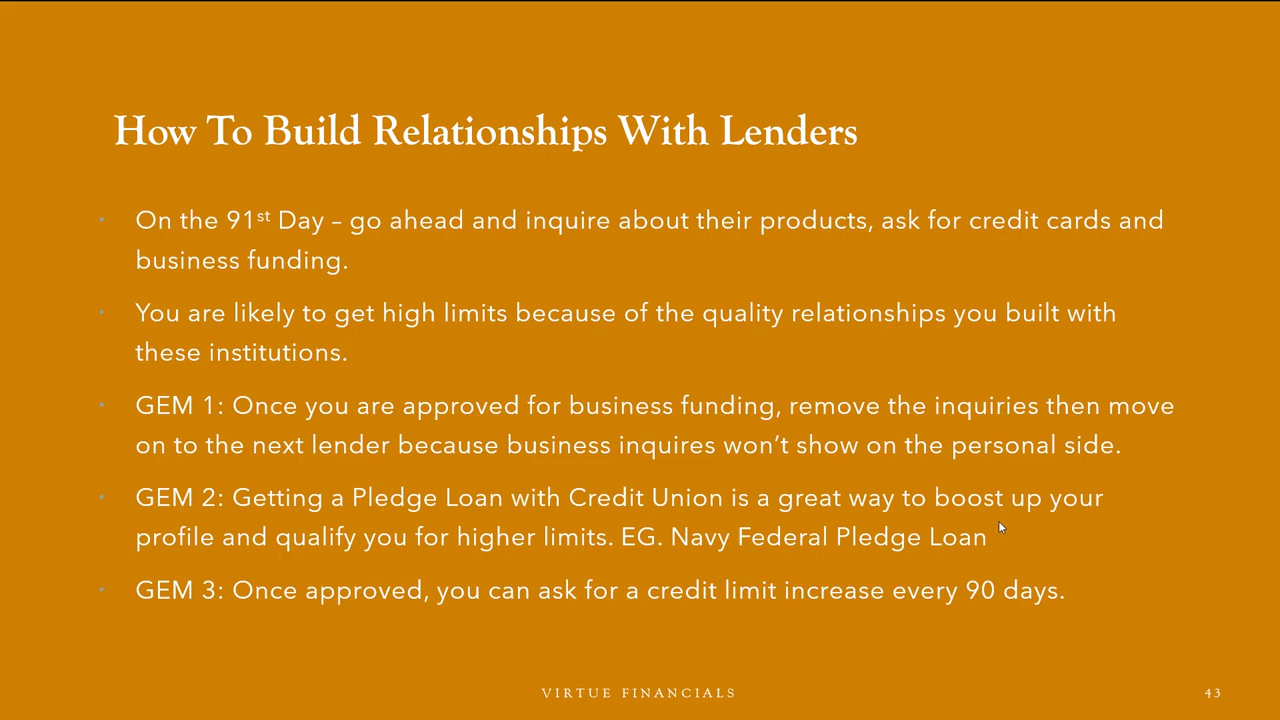 How To Build Relationships With Lenders
· On the 91st Day – go ahead and inquire about their products, ask for credit cards and
business funding.
· You are likely to get high limits because of the quality relationships you built with
these institutions.
· GEM 1: Once you are approved for business funding, remove the inquiries then move
on to the next lender because business inquires won’t show on the personal side.
· GEM 2: Getting a Pledge Loan with Credit Union is a great way to boost up your
profile and qualify you for higher limits. EG. Navy Federal Pledge Loan
· GEM 3: Once approved, you can ask for a credit limit increase every 90 days.
VIRTUE FINANCIALS
43